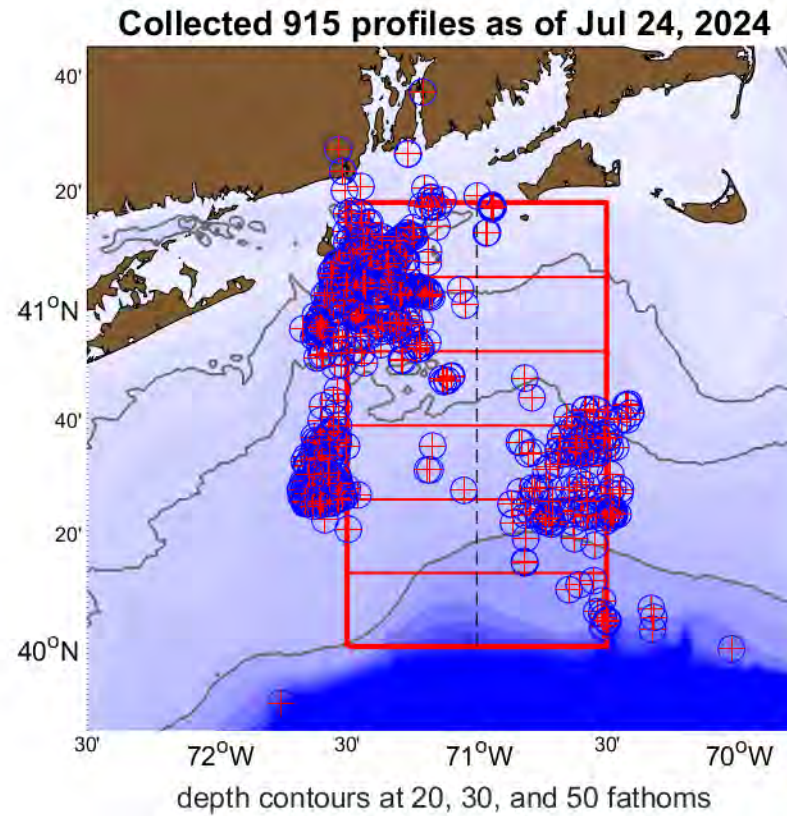 Collected 915 profiles as of Jul 24, 2024
40'
20'
41°N
40'
20'
40°N
30' 72°W 30' 71°W 30' 70°W
depth contours at 20, 30, and 50 fathoms